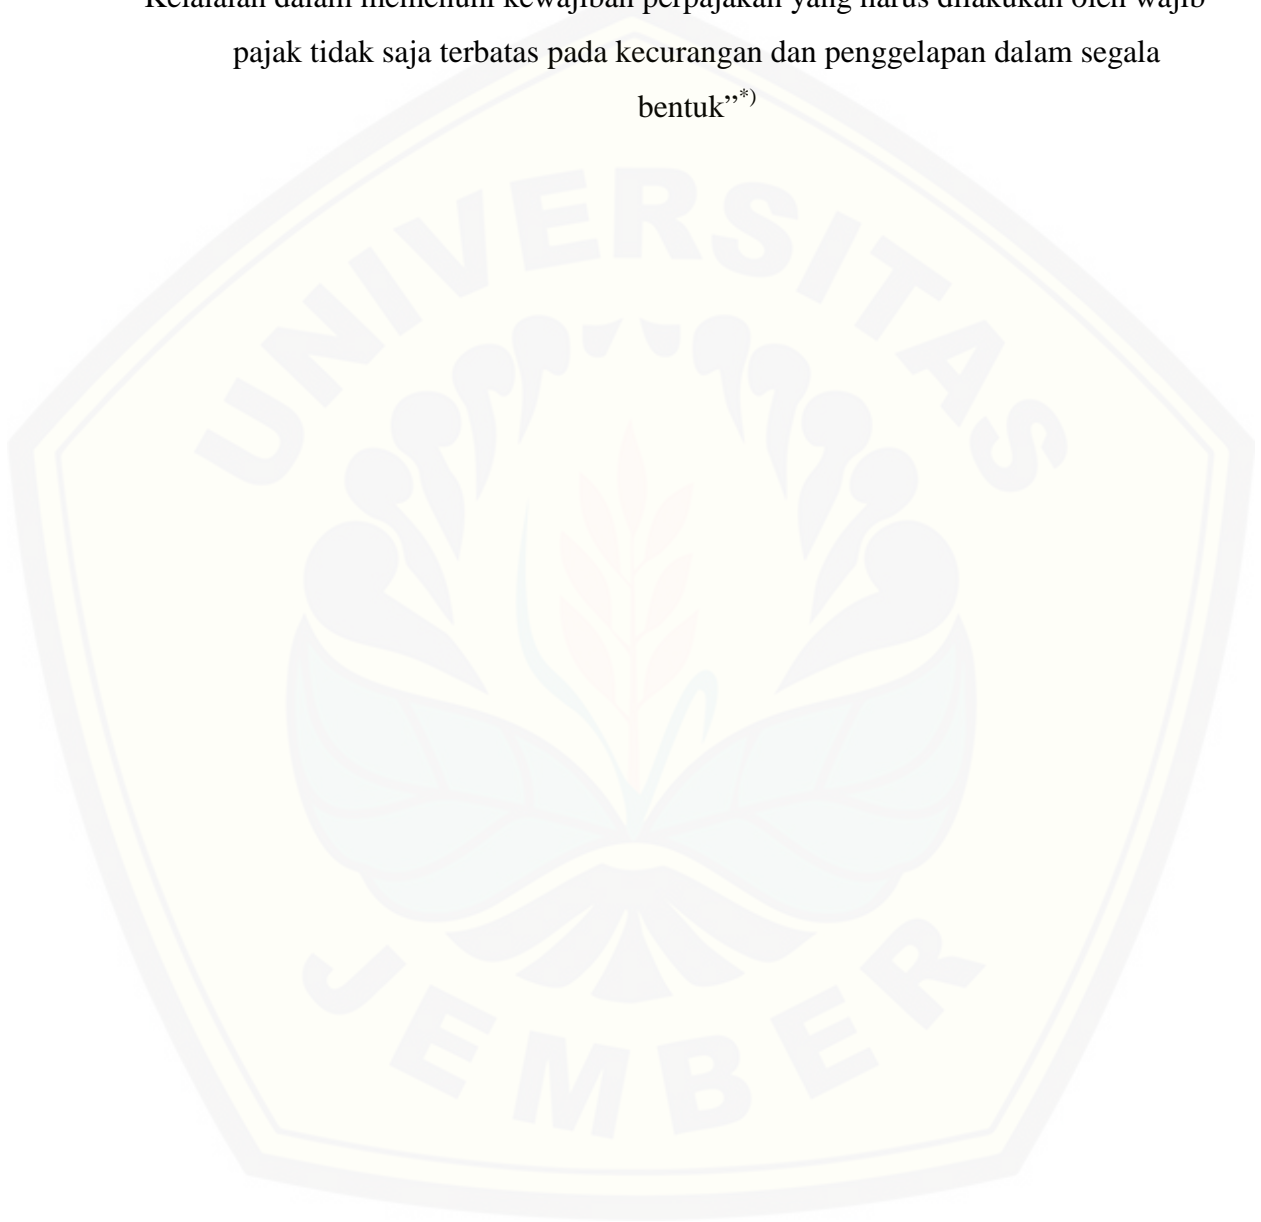 Kelalaian dalam memenuhi kewajiban perpajakan yang harus dilakukan oleh wajib
pajak tidak saja terbatas pada kecurangan dan penggelapan dalam segala
bentuk”*)
UNIVERSITAS
JEMBER